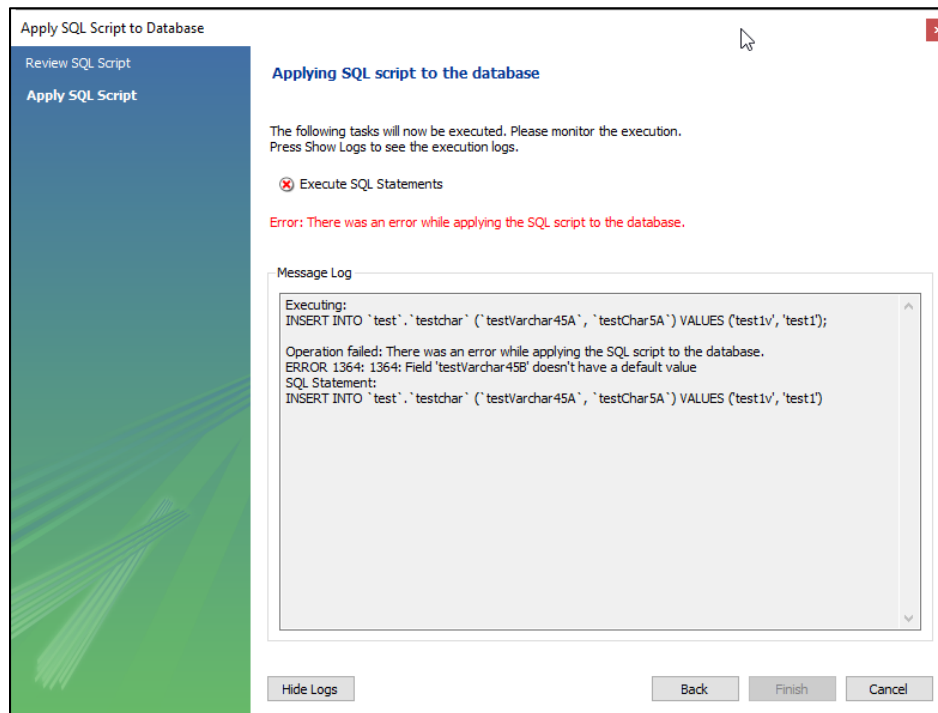 Apply SQL Script to Database
Review SQL Script
Apply SQL Script
Applying SQL script to the database
The following tasks will now be executed. Please monitor the execution.
Press Show Logs to see the execution logs.
Execute SQL Statements
Error: There was an error while applying the SQL script to the database.
Message Log
Executing:
INSERT INTO `test`.`testchar` (`testVarchar45A`, `testChar5A`) VALUES ('test1v', 'test1');
Operation failed: There was an error while applying the SQL script to the database.
ERROR 1364: 1364: Field 'testVarchar45B' doesn't have a default value
SQL Statement:
INSERT INTO `test`.`testchar` (`testVarchar45A`, `testChar5A`) VALUES ('test1v', 'test1')
Hide Logs
Back
Finish
Cancel